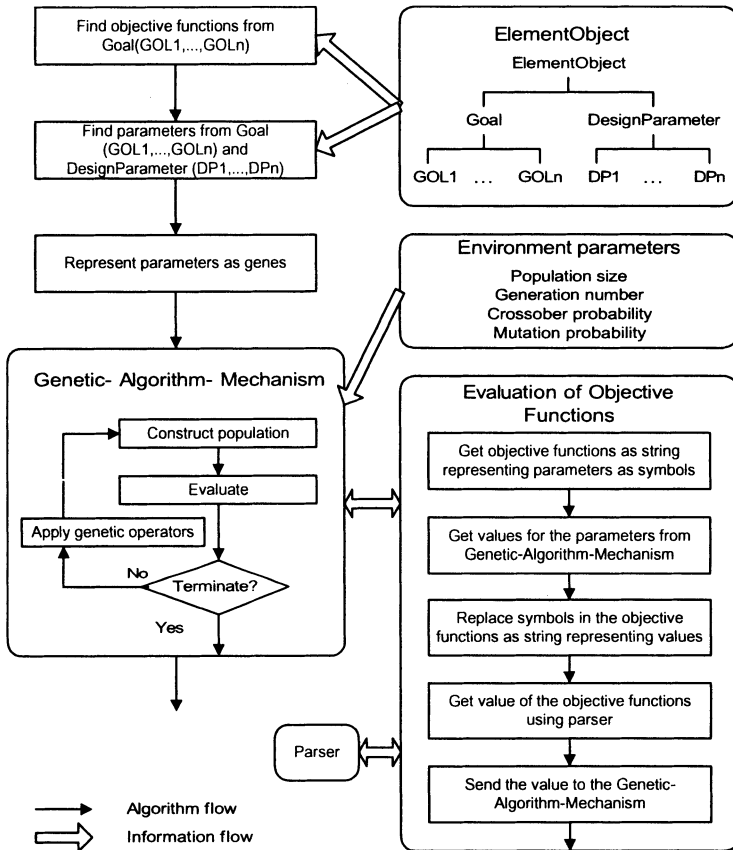 Find objective functions from
Goal(GOL1,...,GOLn)
Find parameters from Goal
(GOL1,...,GOLn) and
DesignParameter (DP1,...,DPn)
Represent parameters as genes
Genetic- Algorithm- Mechanism
Construct population
Evaluate
Apply genetic operators
No
Terminate?
Yes
ElementObject
ElementObject
Goal
DesignParameter
GOL1 ... GOLn
DP1 ... DPn
Environment parameters
Population size
Generation number
Crossober probability
Mutation probability
Evaluation of Objective
Functions
Get objective functions as string
representing parameters as symbols
Get values for the parameters from
Genetic-Algorithm-Mechanism
Replace symbols in the objective
functions as string representing values
Get value of the objective functions
using parser
Send the value to the Genetic-
Algorithm-Mechanism
Parser
Algorithm flow
Information flow